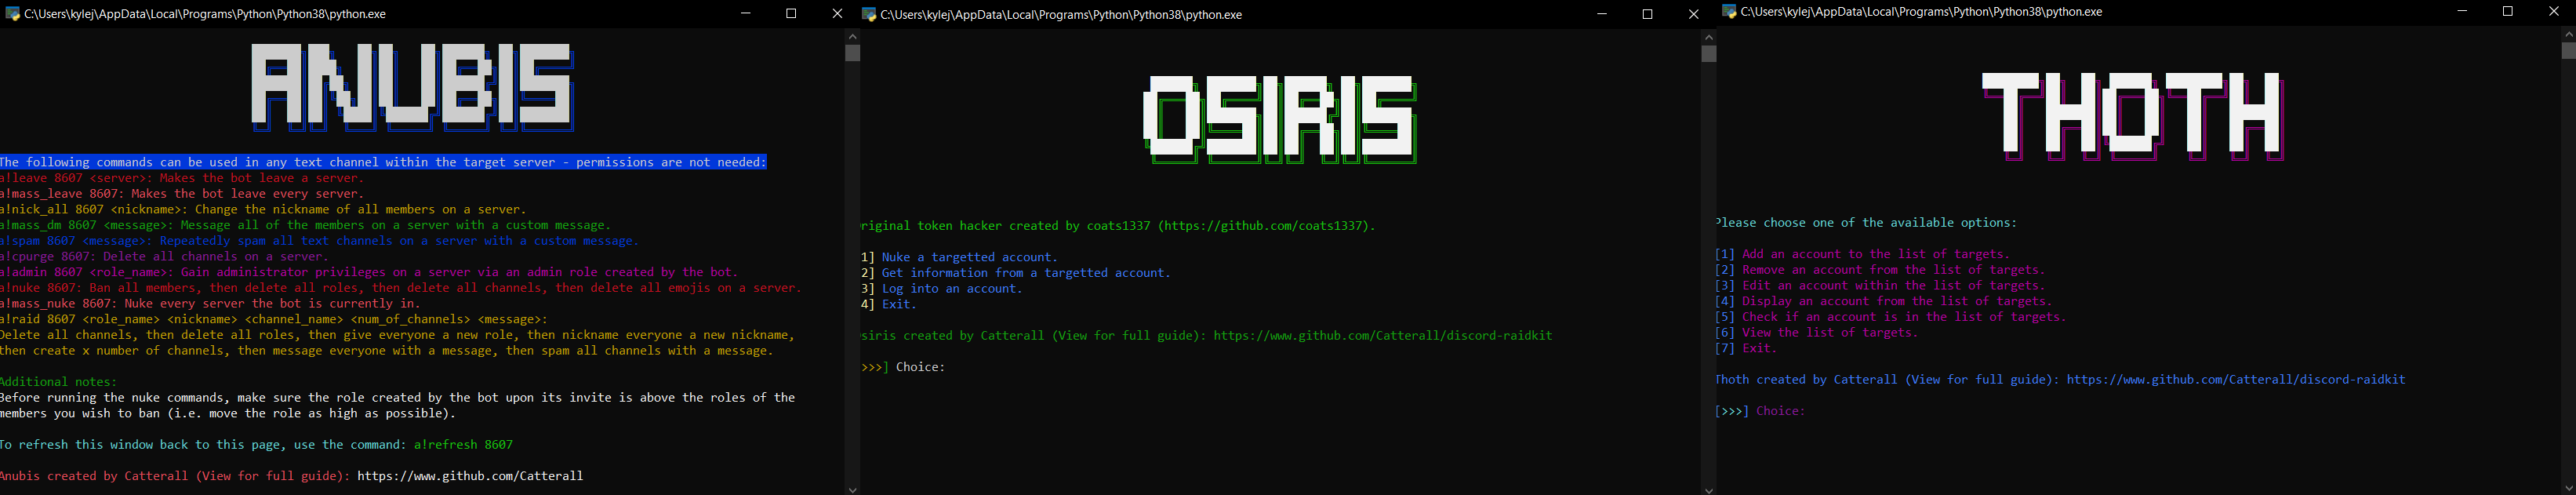 C:\Users\kylej\AppData\Local\Programs\Python\Python38\python.exe
ANUBIS
The following commands can be used in any text channel within the target server - permissions are not needed:
a!leave 8607 <server>: Makes the bot leave a server.
a!mass_leave 8607: Makes the bot leave every server.
a!nick_all 8607 <nickname>: Change the nickname of all members on a server.
a!mass_dm 8607 <message>: Message all of the members on a server with a custom message.
a!spam 8607 <message>: Repeatedly spam all text channels on a server with a custom message.
a!cpurge 8607: Delete all channels on a server.
a!admin 8607 <role_name>: Gain administrator privileges on a server via an admin role created by the bot.
a!nuke 8607: Ban all members, then delete all roles, then delete all channels, then delete all emojis on a server.
a!mass_nuke 8607: Nuke every server the bot is currently in.
a!raid 8607 <role_name> <nickname> <channel_name> <num_of_channels> <message>:
Delete all channels, then delete all roles, then give everyone a new role, then nickname everyone a new nickname,
then create x number of channels, then message everyone with a message, then spam all channels with a message.
Additional notes:
Before running the nuke commands, make sure the role created by the bot upon its invite is above the roles of the
members you wish to ban (i.e. move the role as high as possible).
To refresh this window back to this page, use the command: a!refresh 8607
Anubis created by Catterall (View for full guide): https://www.github.com/Catterall
C:\Users\kylej\AppData\Local\Programs\Python\Python38\python.exe
OSIRIS
riginal token hacker created by coats1337 (https://github.com/coats1337).
1] Nuke a targetted account.
2] Get information from a targetted account.
3] Log into an account.
4] Exit.
siris created by Catterall (View for full guide): https://www.github.com/Catterall/discord-raidkit
>>>] Choice:
C:\Users\kylej\AppData\Local\Programs\Python\Python38\python.exe
THOTH
Please choose one of the available options:
[1] Add an account to the list of targets.
[2] Remove an account from the list of targets.
[3] Edit an account within the list of targets.
[4] Display an account from the list of targets.
[5] Check if an account is in the list of targets.
[6] View the list of targets.
[7] Exit.
Thoth created by Catterall (View for full guide): https://www.github.com/Catterall/discord-raidkit
[>>>] Choice: